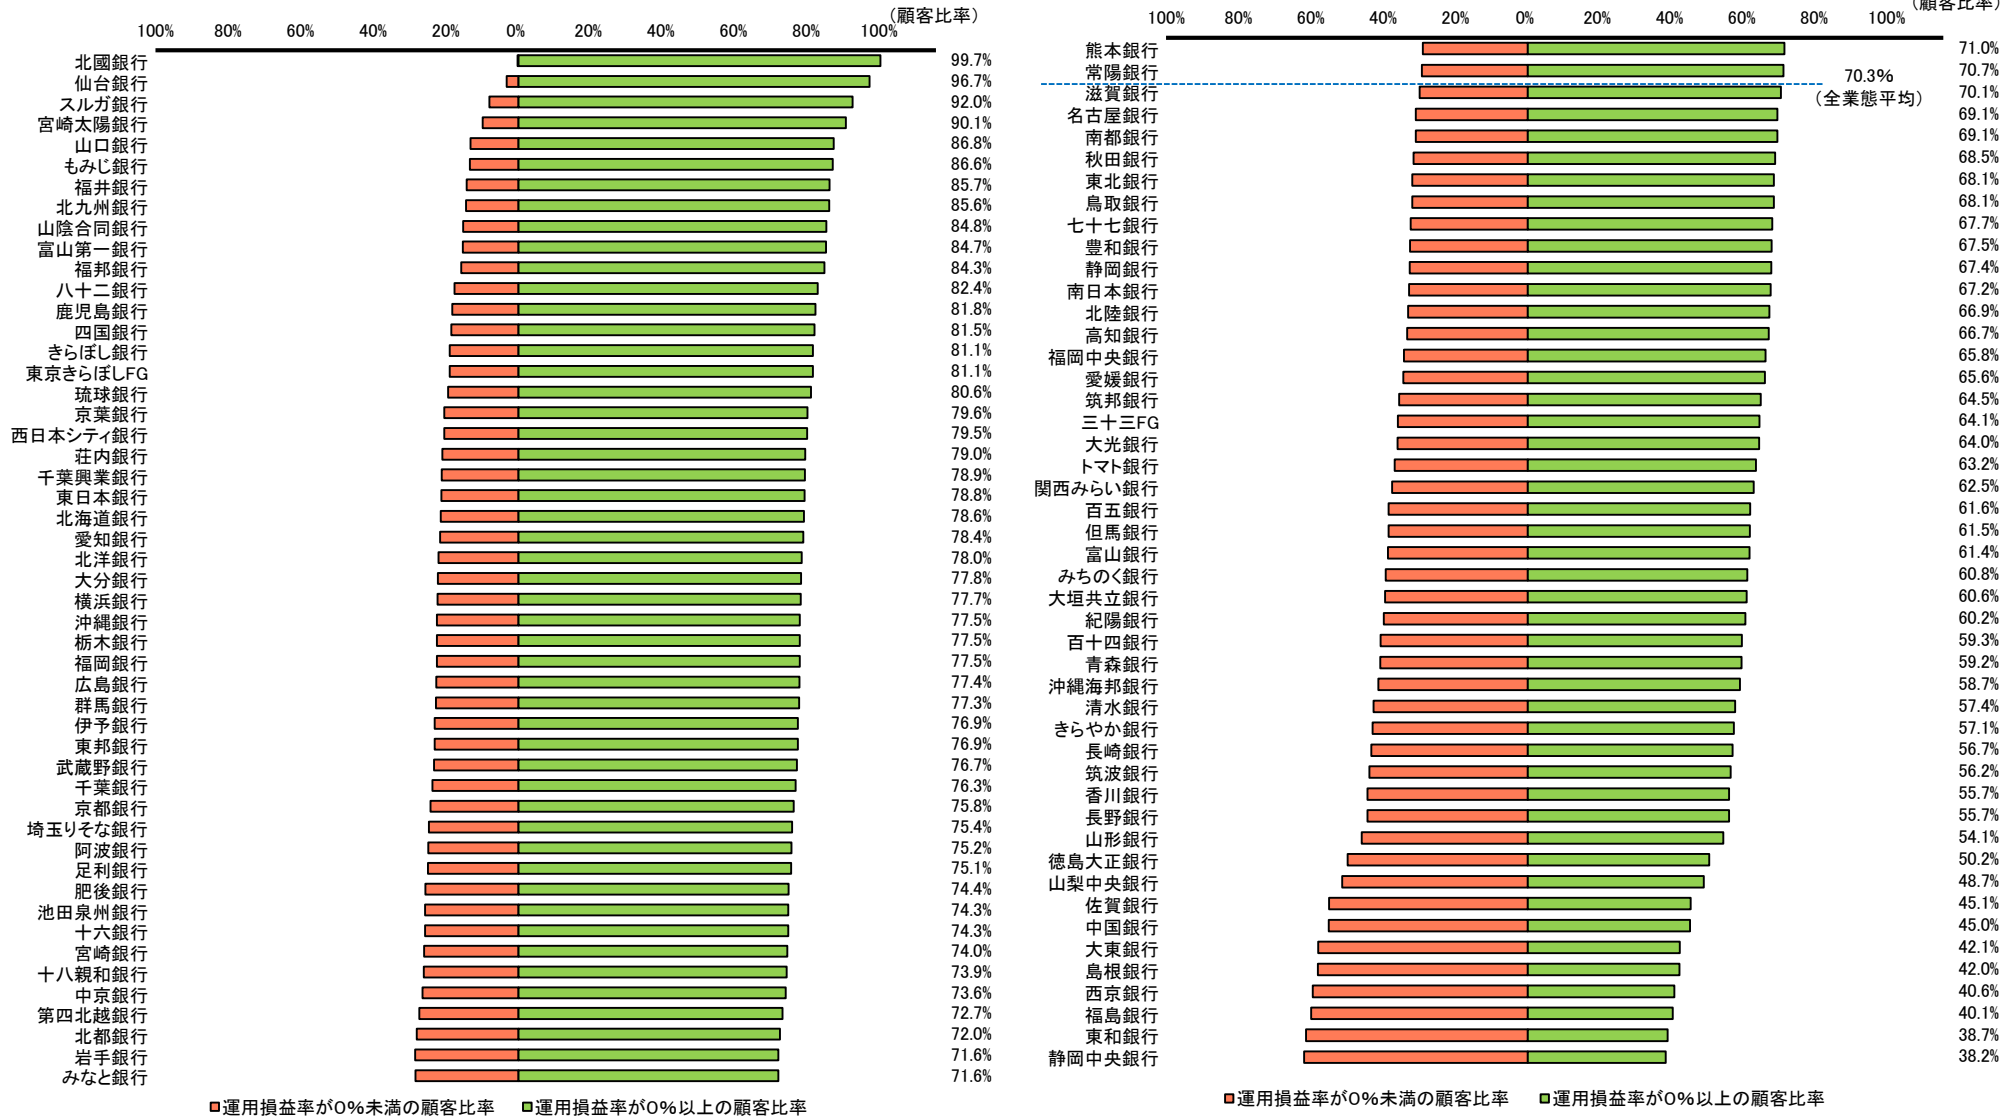 （顧客比率）
100% 80% 60% 40% 20% 0% 20% 40% 60% 80% 100%
北國銀行 99.7%
仙台銀行 96.7%
スルガ銀行 92.0%
宮崎太陽銀行 90.1%
山口銀行 86.8%
もみじ銀行 86.6%
福井銀行 85.7%
北九州銀行 85.6%
山陰合同銀行 84.8%
富山第一銀行 84.7%
福邦銀行 84.3%
八十二銀行 82.4%
鹿児島銀行 81.8%
四国銀行 81.5%
きらぼし銀行 81.1%
東京きらぼしFG 81.1%
琉球銀行 80.6%
京葉銀行 79.6%
西日本シティ銀行 79.5%
荘内銀行 79.0%
千葉興業銀行 78.9%
東日本銀行 78.8%
北海道銀行 78.6%
愛知銀行 78.4%
北洋銀行 78.0%
大分銀行 77.8%
横浜銀行 77.7%
沖縄銀行 77.5%
栃木銀行 77.5%
福岡銀行 77.5%
広島銀行 77.4%
群馬銀行 77.3%
伊予銀行 76.9%
東邦銀行 76.9%
武蔵野銀行 76.7%
千葉銀行 76.3%
京都銀行 75.8%
埼玉りそな銀行 75.4%
阿波銀行 75.2%
足利銀行 75.1%
肥後銀行 74.4%
池田泉州銀行 74.3%
十六銀行 74.3%
宮崎銀行 74.0%
十八親和銀行 73.9%
中京銀行 73.6%
第四北越銀行 72.7%
北都銀行 72.0%
岩手銀行 71.6%
みなと銀行 71.6%
運用損益率が0％未満の顧客比率 運用損益率が0％以上の顧客比率
（顧客比率）
100% 80% 60% 40% 20% 0% 20% 40% 60% 80% 100%
熊本銀行 71.0%
常陽銀行 70.7%
70.3％
（全業態平均）
滋賀銀行 70.1%
名古屋銀行 69.1%
南都銀行 69.1%
秋田銀行 68.5%
東北銀行 68.1%
鳥取銀行 68.1%
七十七銀行 67.7%
豊和銀行 67.5%
静岡銀行 67.4%
南日本銀行 67.2%
北陸銀行 66.9%
高知銀行 66.7%
福岡中央銀行 65.8%
愛媛銀行 65.6%
筑邦銀行 64.5%
三十三FG 64.1%
大光銀行 64.0%
トマト銀行 63.2%
関西みらい銀行 62.5%
百五銀行 61.6%
但馬銀行 61.5%
富山銀行 61.4%
みちのく銀行 60.8%
大垣共立銀行 60.6%
紀陽銀行 60.2%
百十四銀行 59.3%
青森銀行 59.2%
沖縄海邦銀行 58.7%
清水銀行 57.4%
きらやか銀行 57.1%
長崎銀行 56.7%
筑波銀行 56.2%
香川銀行 55.7%
長野銀行 55.7%
山形銀行 54.1%
徳島大正銀行 50.2%
山梨中央銀行 48.7%
佐賀銀行 45.1%
中国銀行 45.0%
大東銀行 42.1%
島根銀行 42.0%
西京銀行 40.6%
福島銀行 40.1%
東和銀行 38.7%
静岡中央銀行 38.2%
運用損益率が0％未満の顧客比率 運用損益率が0％以上の顧客比率